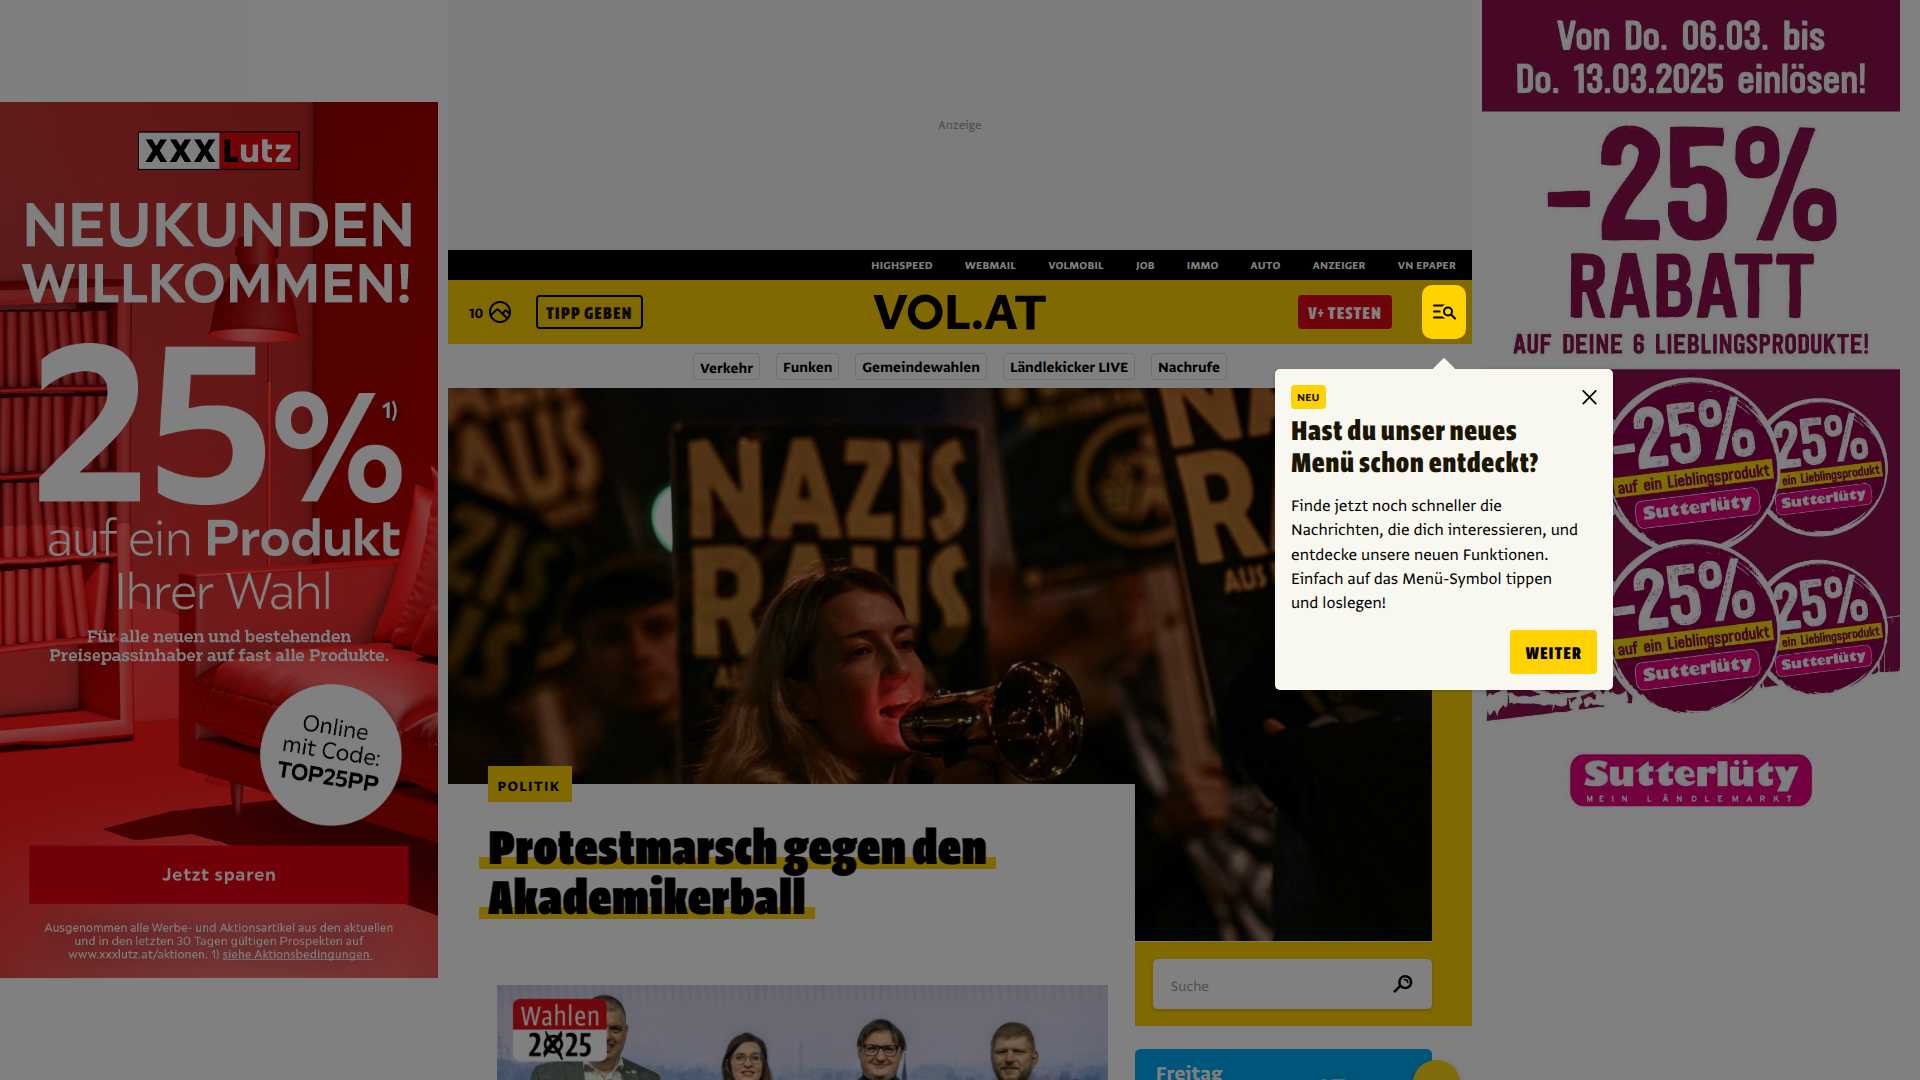 Anzeige
XXXLutz
NEUKUNDEN
WILLKOMMEN!
25%1)
auf ein Produkt
Ihrer Wahl
Für alle neuen und bestehenden
Preisepassinhaber auf fast alle Produkte.
Online
mit Code:
TOP25PP
Jetzt sparen
Ausgenommen alle Werbe- und Aktionsartikel aus den aktuellen
und in den letzten 30 Tagen gültigen Prospekten auf
www.xxxlutz.at/aktionen. 1) siehe Aktionsbedingungen
HIGHSPEED WEBMAIL VOLMOBIL JOB IMMO AUTO ANZEIGER VN EPAPER
10 TIPP GEBEN VOL.AT V+ TESTEN
Verkehr Funken Gemeindewahlen Ländlekicker LIVE Nachrufe
NAZIS
RAUS
NAZIS
RAUS
AUS
POLITIK
Protestmarsch gegen den
Akademikerball
Wahlen
2025
NEU
Hast du unser neues
Menü schon entdeckt?
Finde jetzt noch schneller die
Nachrichten, die dich interessieren, und
entdecke unsere neuen Funktionen.
Einfach auf das Menü-Symbol tippen
und loslegen!
WEITER
Suche
Freitag
Von Do. 06.03. bis
Do. 13.03.2025 einlösen!
-25%
RABATT
AUF DEINE 6 LIEBLINGSPRODUKTE!
-25%
auf ein Lieblingsprodukt
Sutterlüty
25%
ein Lieblingsprodukt
Sutterlüty
-25%
auf ein Lieblingsprodukt
Sutterlüty
25%
ein Lieblingsprodukt
Sutterlüty
Sutterlüty
MEIN LÄNDLEMARKT